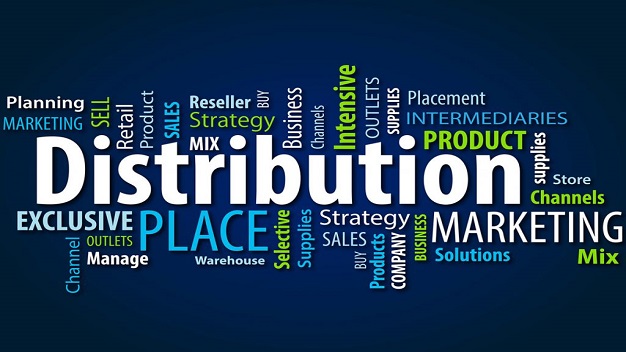 Planning
MARKETING
SELL
Retail
Product
SALES
Reseller
BUY
Strategy
MIX
Business
Channels
Intensive
OUTLETS
SUPPLIES
Placement
INTERMEDIARIES
PRODUCT
supplies
Store
Distribution
Channels
EXCLUSIVE
Channel
OUTLETS
Manage
PLACE
Warehouse
Selective
Supplies
Strategy
SALES
BUY
Products
COMPANY
BUSINESS
MARKETING
Solutions
Mix